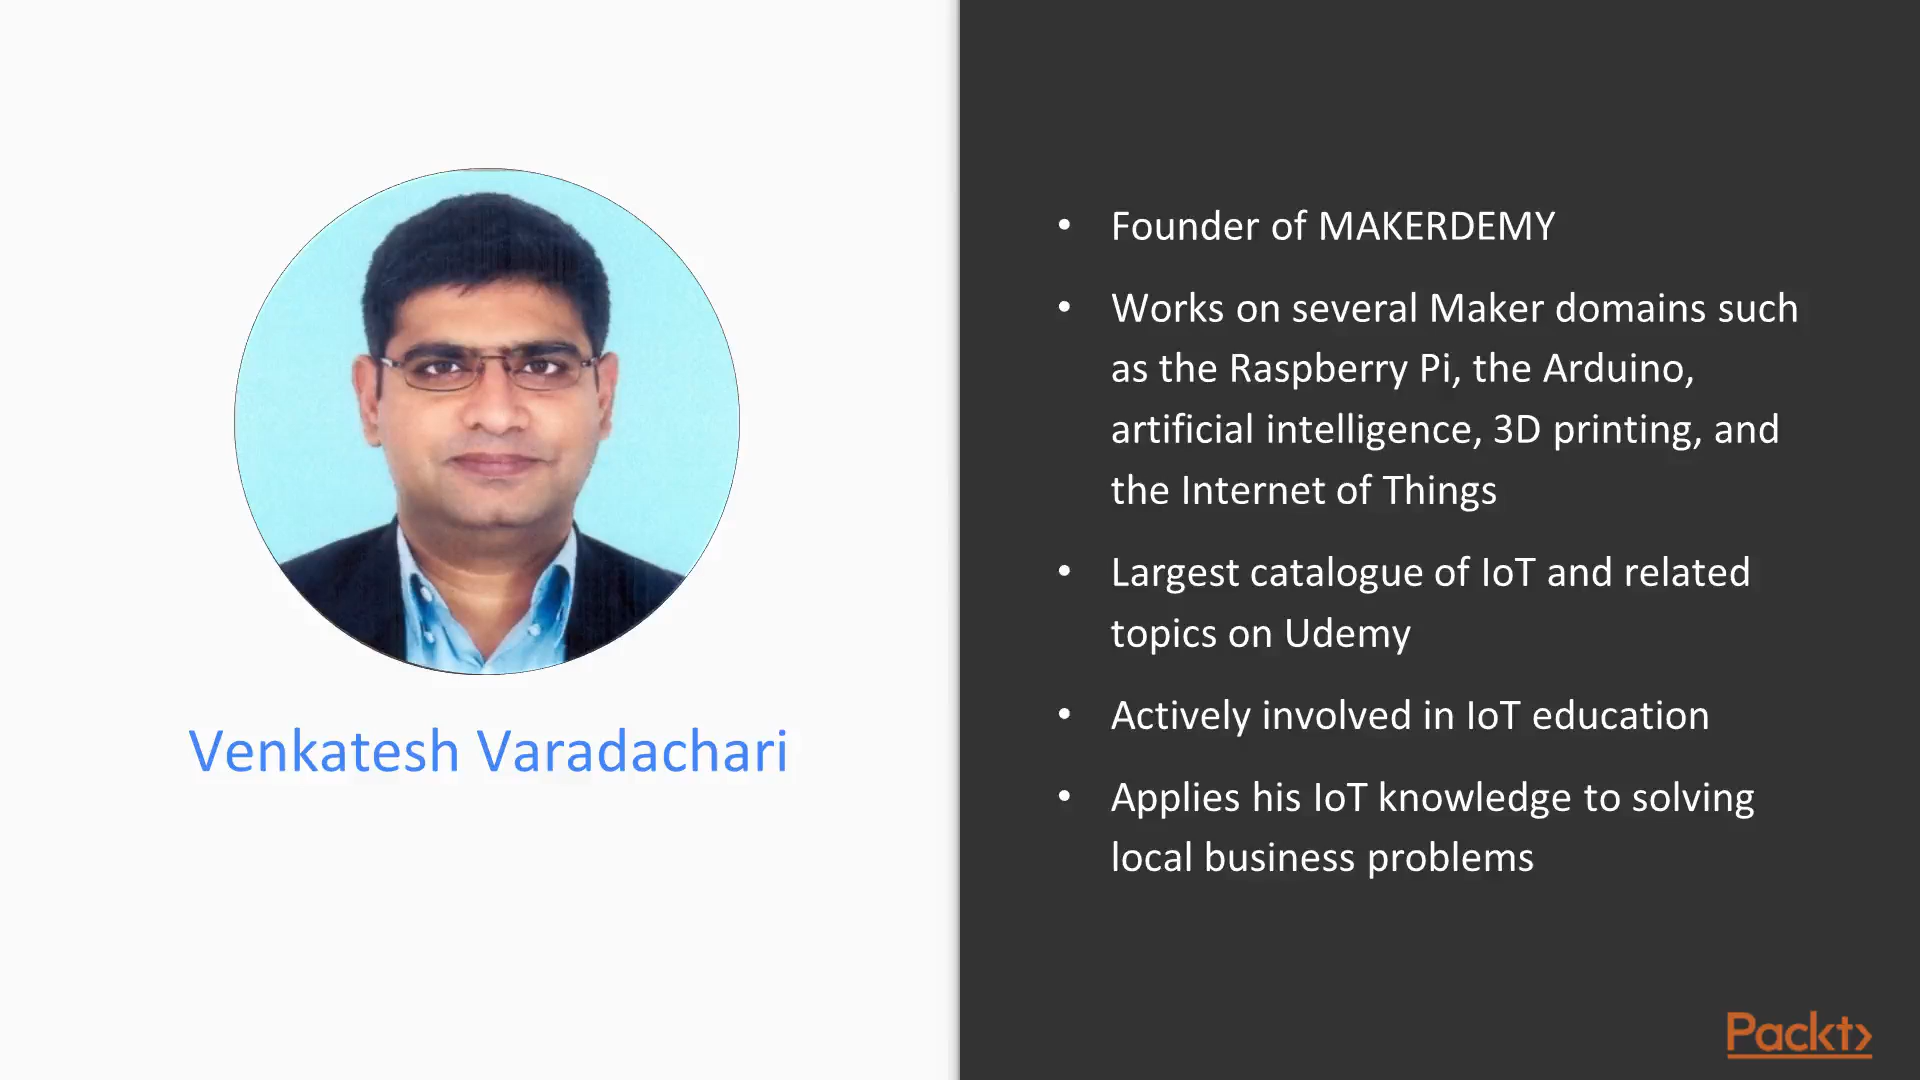 Venkatesh Varadachari
• Founder of MAKERDEMY
• Works on several Maker domains such
as the Raspberry Pi, the Arduino,
artificial intelligence, 3D printing, and
the Internet of Things
• Largest catalogue of IoT and related
topics on Udemy
• Actively involved in IoT education
• Applies his IoT knowledge to solving
local business problems
Packt>